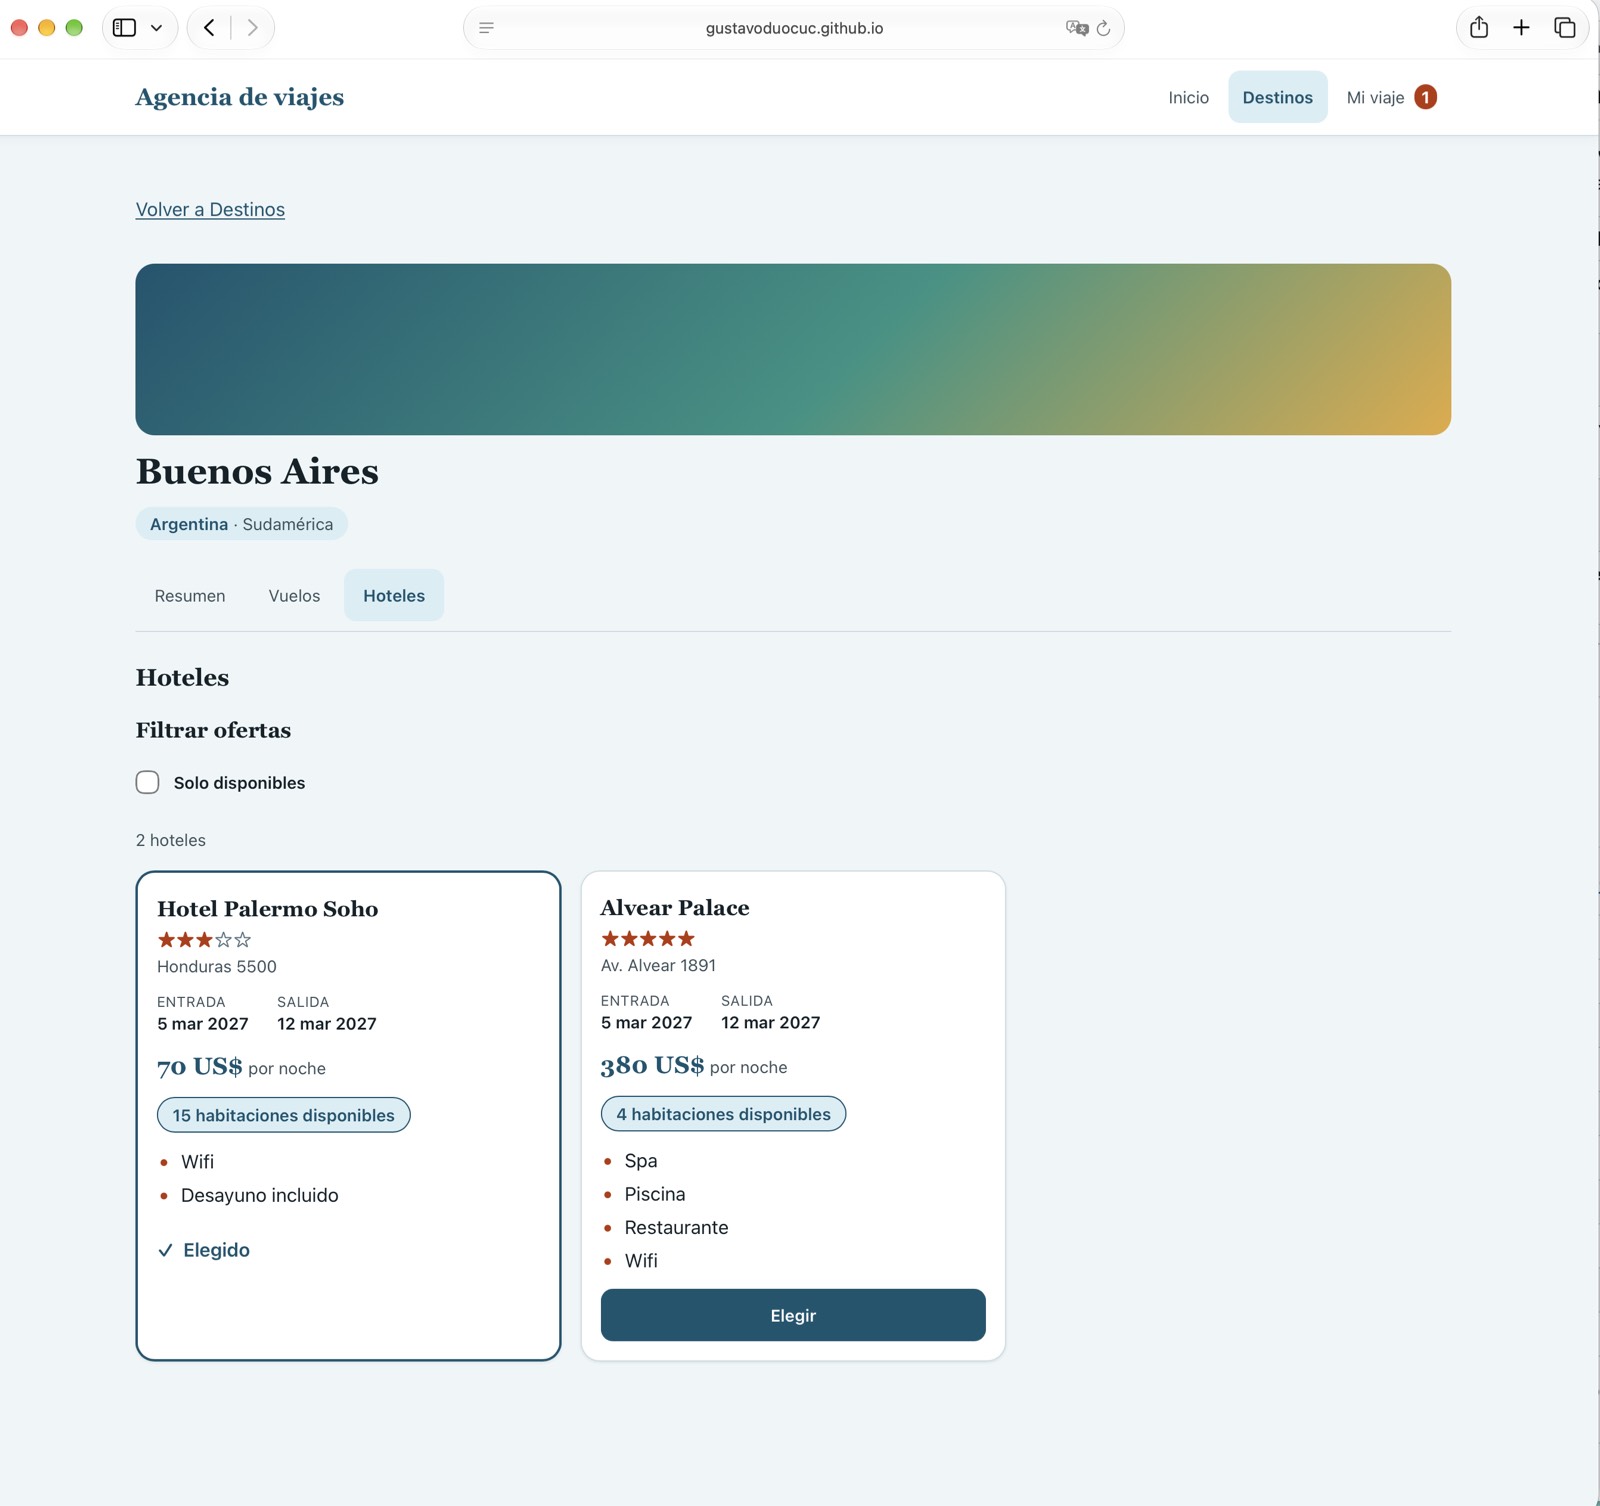 gustavoduocuc.github.io
Agencia de viajes
Inicio
Destinos
Mi viaje 1
Volver a Destinos
Buenos Aires
Argentina · Sudamérica
Resumen
Vuelos
Hoteles
Hoteles
Filtrar ofertas
Solo disponibles
2 hoteles
Hotel Palermo Soho
Honduras 5500
ENTRADA
5 mar 2027
SALIDA
12 mar 2027
70 US$ por noche
15 habitaciones disponibles
Wifi
Desayuno incluido
✓ Elegido
Alvear Palace
Av. Alvear 1891
ENTRADA
5 mar 2027
SALIDA
12 mar 2027
380 US$ por noche
4 habitaciones disponibles
Spa
Piscina
Restaurante
Wifi
Elegir